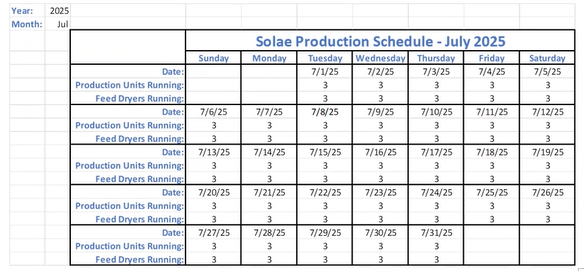 Year: 2025
Month: Jul
Solae Production Schedule - July 2025
Sunday Monday Tuesday Wednesday Thursday Friday Saturday
Date: 7/1/25 7/2/25 7/3/25 7/4/25 7/5/25
Production Units Running: 3 3 3 3 3
Feed Dryers Running: 3 3 3 3 3
Date: 7/6/25 7/7/25 7/8/25 7/9/25 7/10/25 7/11/25 7/12/25
Production Units Running: 3 3 3 3 3 3 3
Feed Dryers Running: 3 3 3 3 3 3 3
Date: 7/13/25 7/14/25 7/15/25 7/16/25 7/17/25 7/18/25 7/19/25
Production Units Running: 3 3 3 3 3 3 3
Feed Dryers Running: 3 3 3 3 3 3 3
Date: 7/20/25 7/21/25 7/22/25 7/23/25 7/24/25 7/25/25 7/26/25
Production Units Running: 3 3 3 3 3 3 3
Feed Dryers Running: 3 3 3 3 3 3 3
Date: 7/27/25 7/28/25 7/29/25 7/30/25 7/31/25
Production Units Running: 3 3 3 3 3
Feed Dryers Running: 3 3 3 3 3